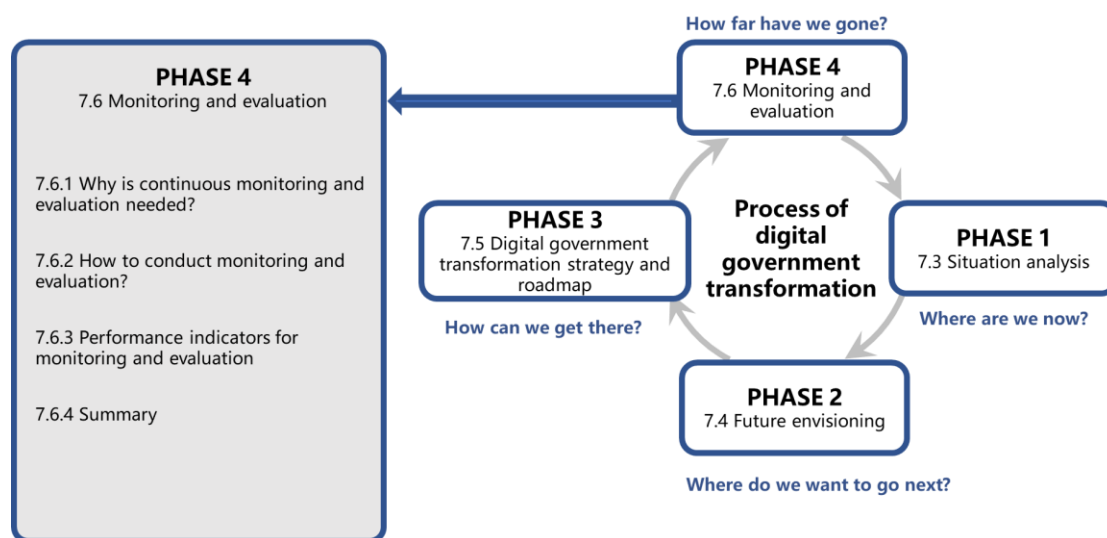 PHASE 4
7.6 Monitoring and evaluation
7.6.1 Why is continuous monitoring and
evaluation needed?
7.6.2 How to conduct monitoring and
evaluation?
7.6.3 Performance indicators for
monitoring and evaluation
7.6.4 Summary
How far have we gone?
PHASE 4
7.6 Monitoring and
evaluation
PHASE 3
7.5 Digital government
transformation strategy and
roadmap
How can we get there?
Process of
digital
government
transformation
PHASE 1
7.3 Situation analysis
Where are we now?
PHASE 2
7.4 Future envisioning
Where do we want to go next?